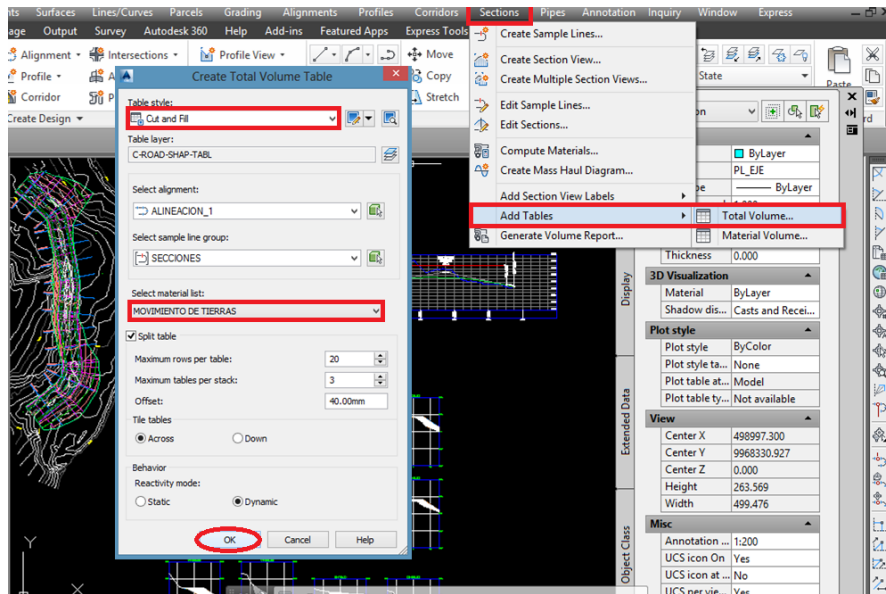 Surfaces Lines/Curves Parcels Grading Alignments Profiles Corridors Sections Pipes Annotation Inquiry Window Express
Output Survey Autodesk 360 Help Add-ins Featured Apps Express Tools
Alignment Intersections Profile View Move
Profile Copy
Corridor Stretch
Create Design
State
Paste
Create Sample Lines...
Create Section View...
Create Multiple Section Views...
Edit Sample Lines...
Edit Sections...
Compute Materials...
Create Mass Haul Diagram...
Add Section View Labels
Add Tables
Generate Volume Report...
Total Volume...
Material Volume...
Create Total Volume Table
Table style:
Cut and Fill
Table layer:
C-ROAD-SHAP-TABL
Select alignment:
ALINEACION_1
Select sample line group:
SECCIONES
Select material list:
MOVIMIENTO DE TIERRAS
Split table
Maximum rows per table: 20
Maximum tables per stack: 3
Offset: 40.00mm
Tile tables
Across Down
Behavior
Reactivity mode:
Static Dynamic
OK Cancel Help
ByLayer
PL_EJE
ByLayer
Thickness 0.000
3D Visualization
Material ByLayer
Shadow dis... Casts and Recei...
Plot style
Plot style ByColor
Plot style ta... None
Plot table at... Model
Plot table ty... Not available
View
Center X 498997.300
Center Y 9968330.927
Center Z 0.000
Height 263.569
Width 499.476
Misc
Annotation ... 1:200
UCS icon On Yes
UCS icon at ... No
UCS per vie... Yes
Display
Extended Data
Object Class
Y
X